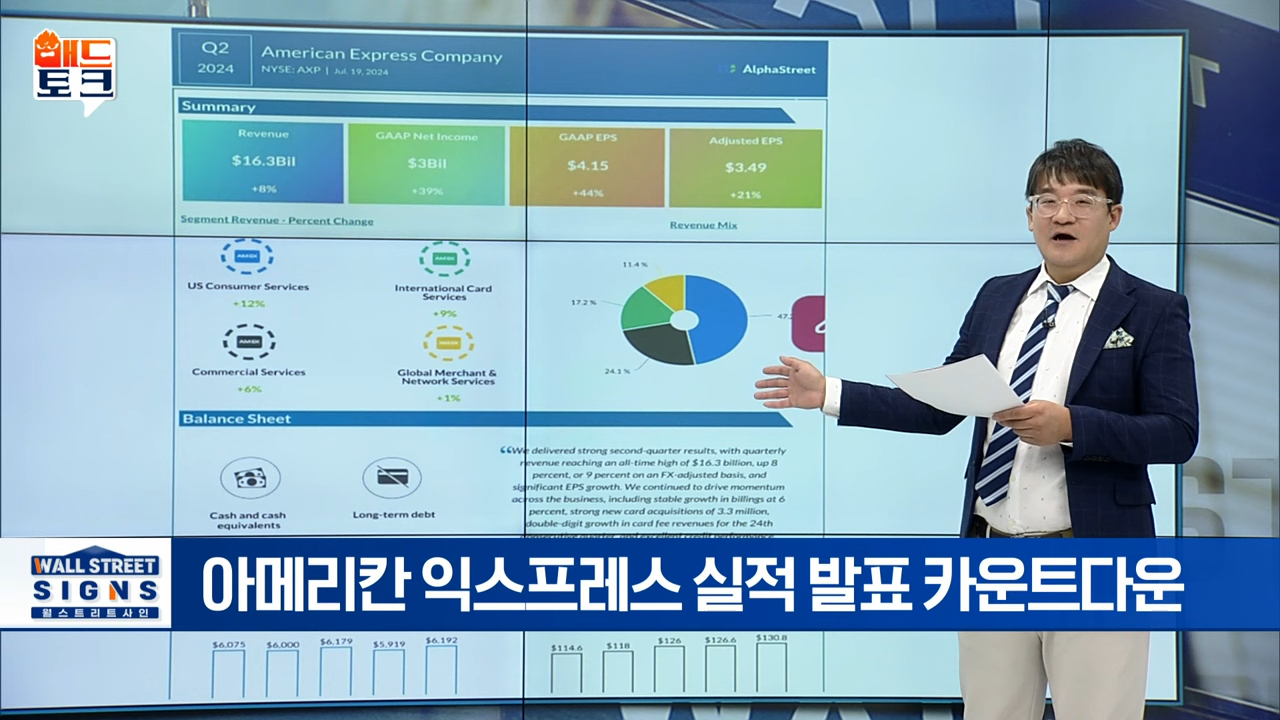 매드
토크
Q2
2024
American Express Company
NYSE: AXP | Jul. 19, 2024
AlphaStreet
Summary
Revenue
$16.3Bil
+8%
GAAP Net Income
$3Bil
+39%
GAAP EPS
$4.15
+44%
Adjusted EPS
$3.49
+21%
Segment Revenue - Percent Change
Revenue Mix
AMEX
US Consumer Services
+12%
AMEX
International Card
Services
+9%
AMEX
Commercial Services
+6%
AMEX
Global Merchant &
Network Services
+1%
11.4 %
17.2 %
47.
24.1 %
Balance Sheet
Cash and cash
equivalents
Long-term debt
“We delivered strong second-quarter results, with quarterly
revenue reaching an all-time high of $16.3 billion, up 8
percent, or 9 percent on an FX-adjusted basis, and
significant EPS growth. We continued to drive momentum
across the business, including stable growth in billings at 6
percent, strong new card acquisitions of 3.3 million,
double-digit growth in card fee revenues for the 24th
WALL STREET
SIGNS
월스트리트사인
아메리칸 익스프레스 실적 발표 카운트다운
$6,075
$6,000
$6,179
$5,919
$6,192
$114.6
$118
$126
$126.6
$130.8